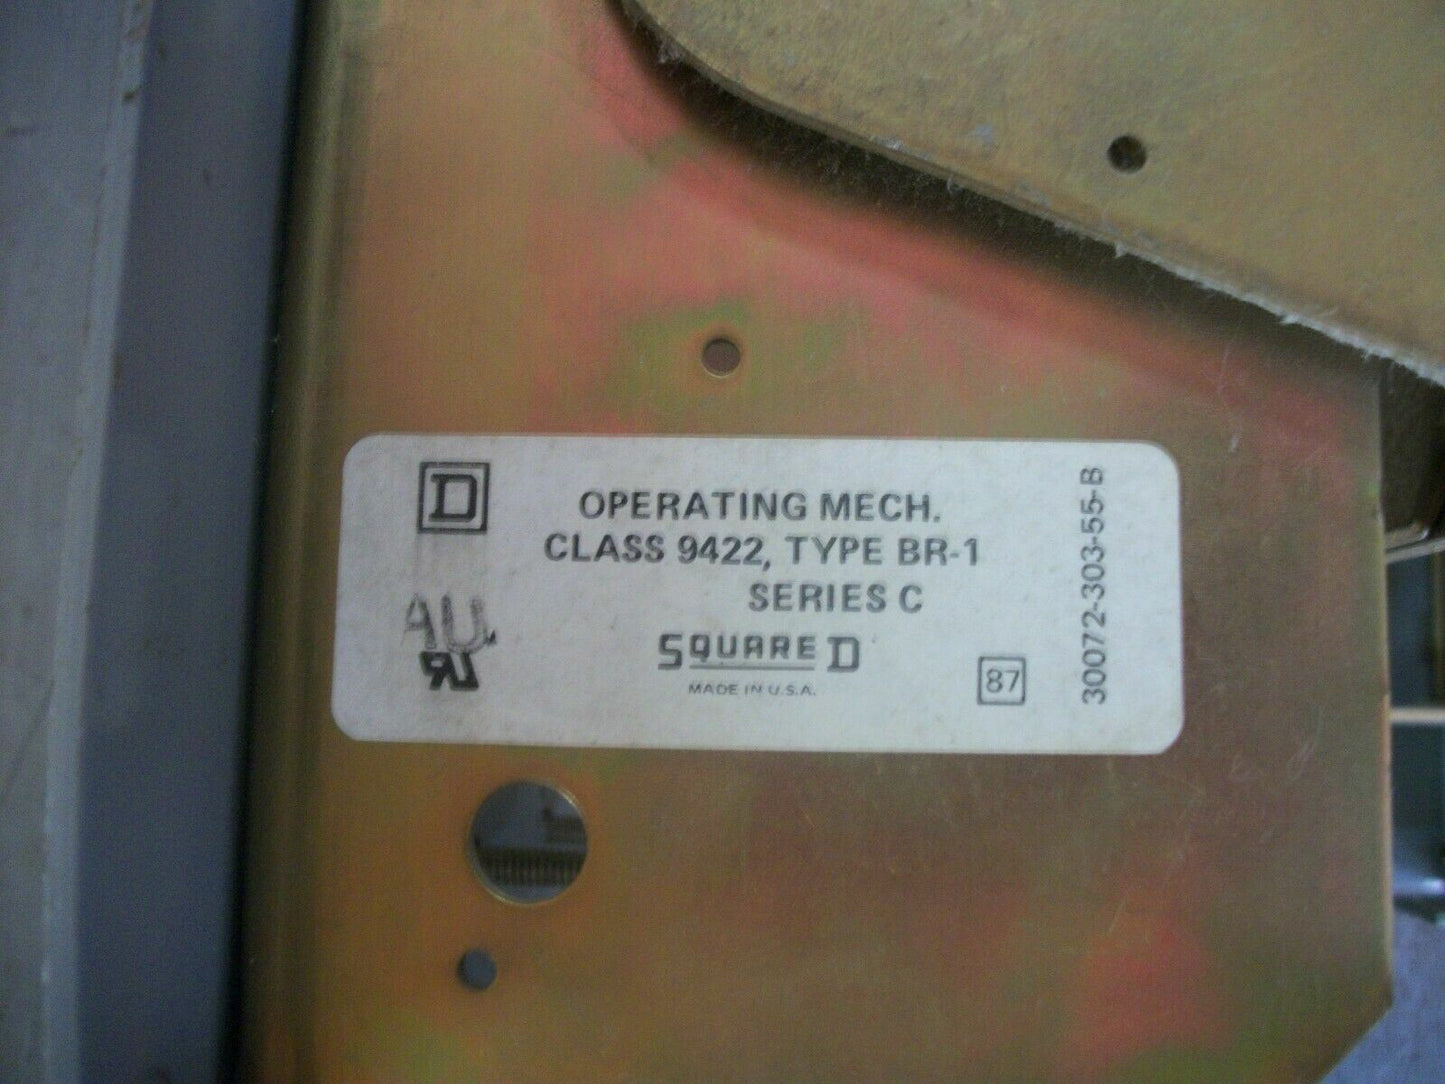 D
OPERATING MECH.
CLASS 9422, TYPE BR-1
SERIES C
AU
SQUARE D
MADE IN U.S.A.
87
30072-303-55-B